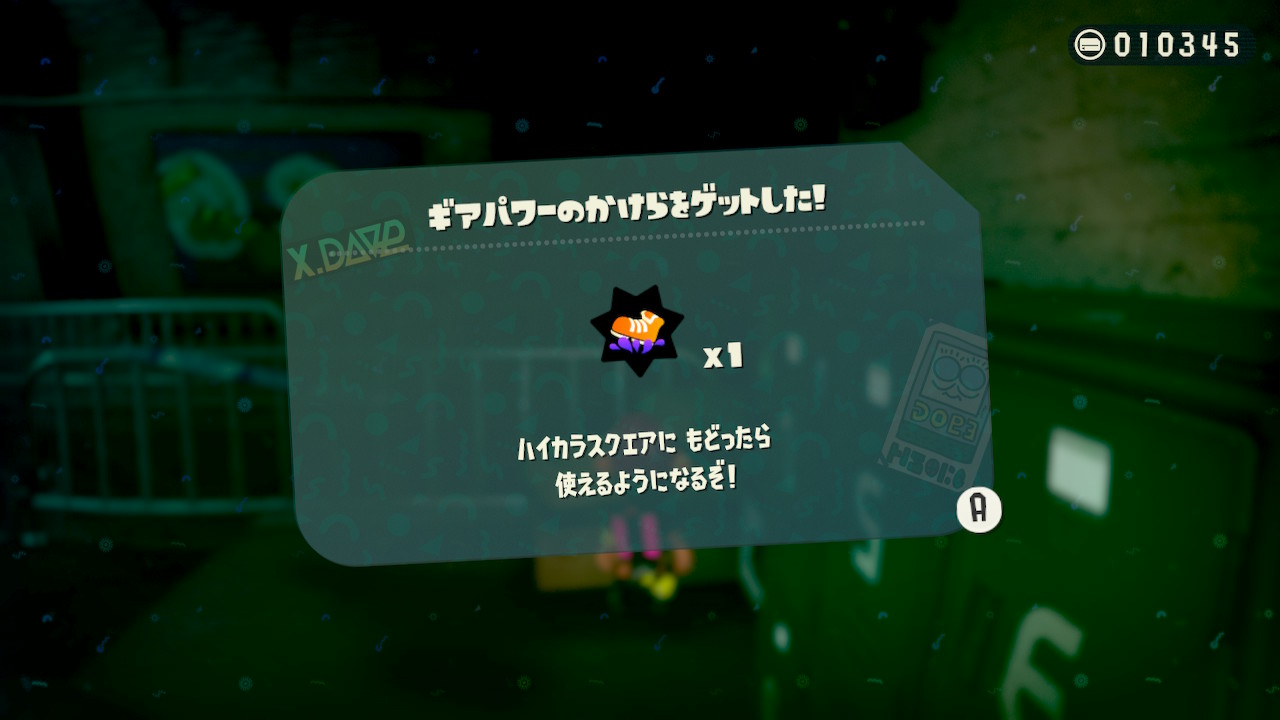 010345
ギアパワーのかけらをゲットした!
X.DAVP
x1
ハイカラスクエアに もどったら
使えるようになるぞ!
DOPE
A